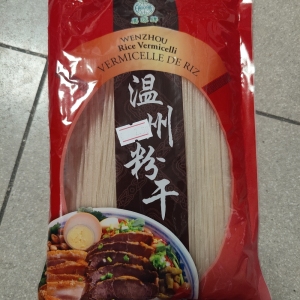 WENZHOU
Rice Vermicelli
VERMICELLE DE RIZ
温州粉干